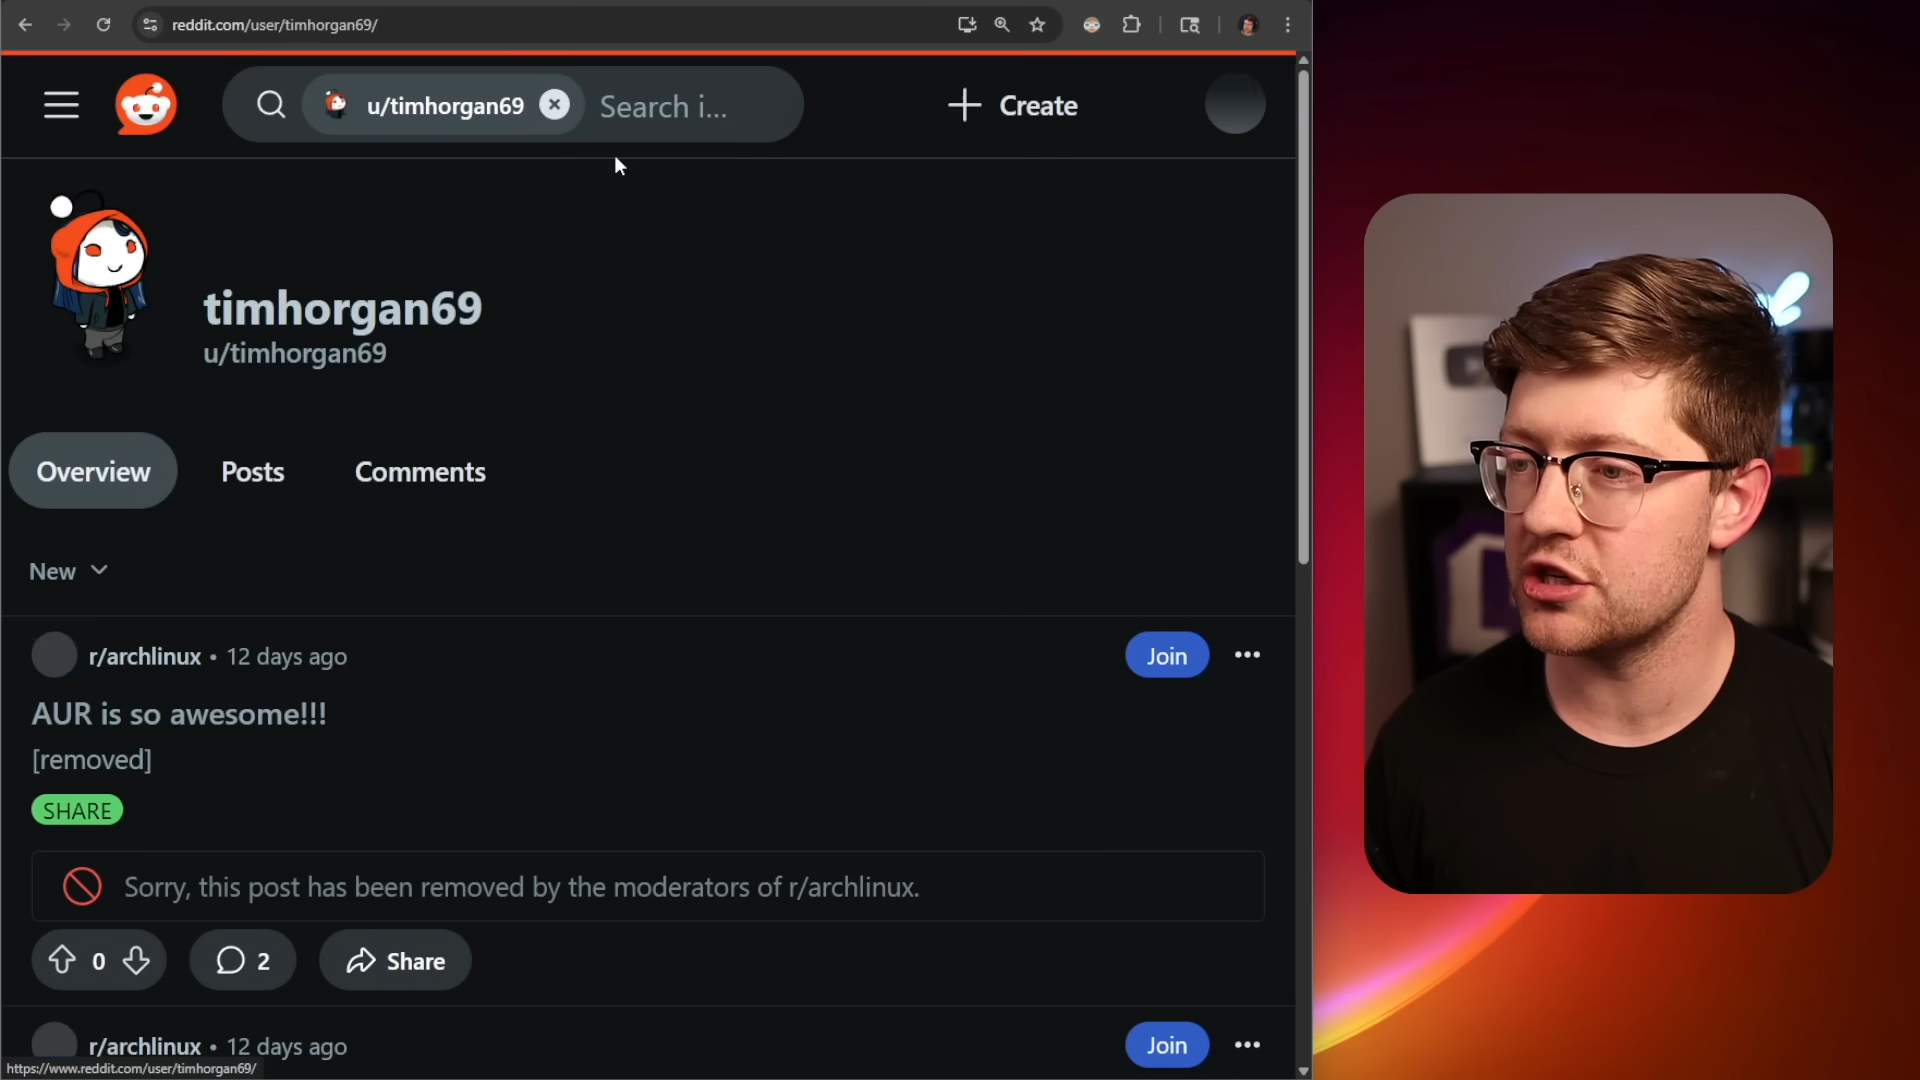 reddit.com/user/timhorgan69/
u/timhorgan69
Search i...
Create
timhorgan69
u/timhorgan69
Overview
Posts
Comments
New
r/archlinux • 12 days ago
Join
AUR is so awesome!!!
[removed]
SHARE
Sorry, this post has been removed by the moderators of r/archlinux.
0
2
Share
r/archlinux • 12 days ago
Join
https://www.reddit.com/user/timhorgan69/